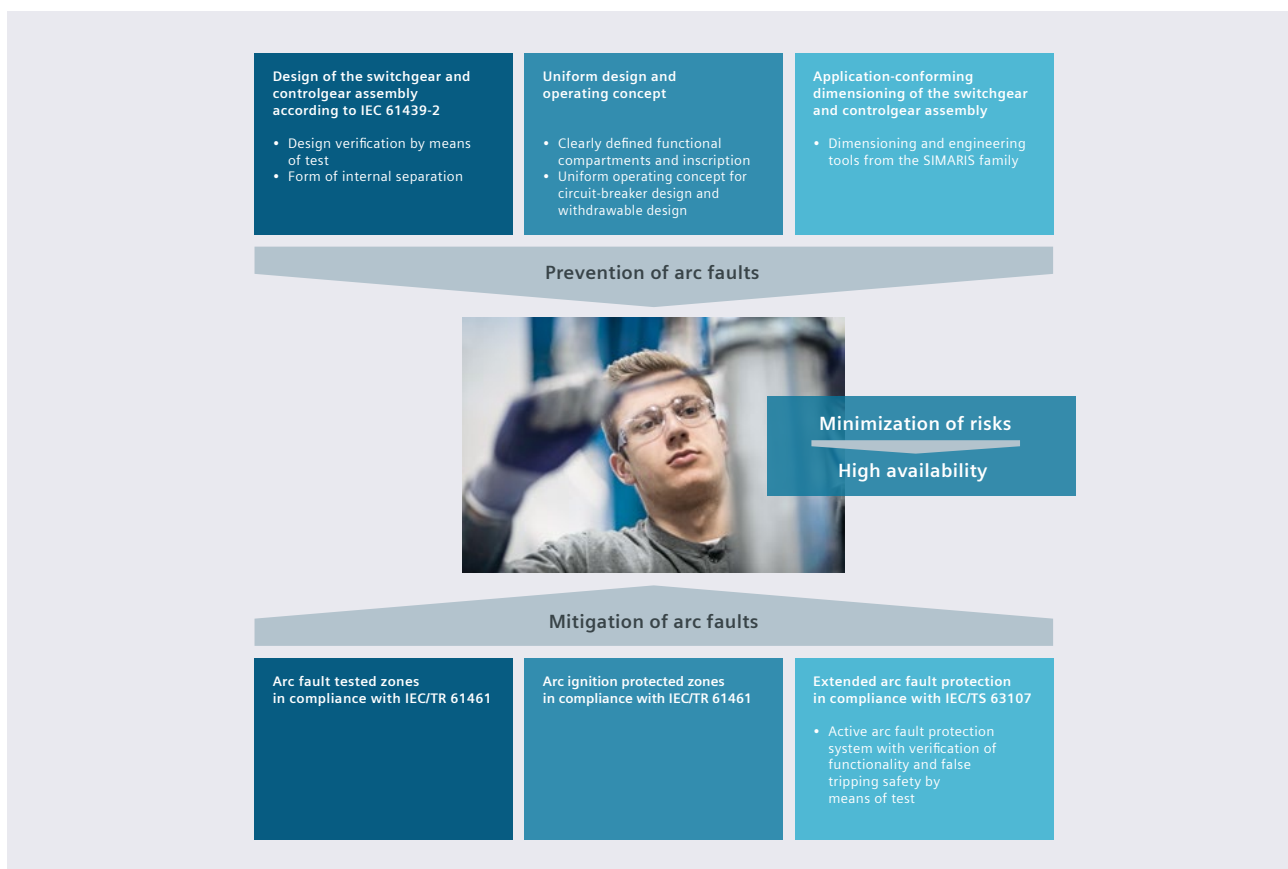 Design of the switchgear and
controlgear assembly
according to IEC 61439-2
• Design verification by means
of test
• Form of internal separation
Uniform design and
operating concept
• Clearly defined functional
compartments and inscription
• Uniform operating concept for
circuit-breaker design and
withdrawable design
Application-conforming
dimensioning of the switchgear
and controlgear assembly
• Dimensioning and engineering
tools from the SIMARIS family
Prevention of arc faults
Minimization of risks
High availability
Mitigation of arc faults
Arc fault tested zones
in compliance with IEC/TR 61461
Arc ignition protected zones
in compliance with IEC/TR 61461
Extended arc fault protection
in compliance with IEC/TS 63107
• Active arc fault protection
system with verification of
functionality and false
tripping safety by
means of test